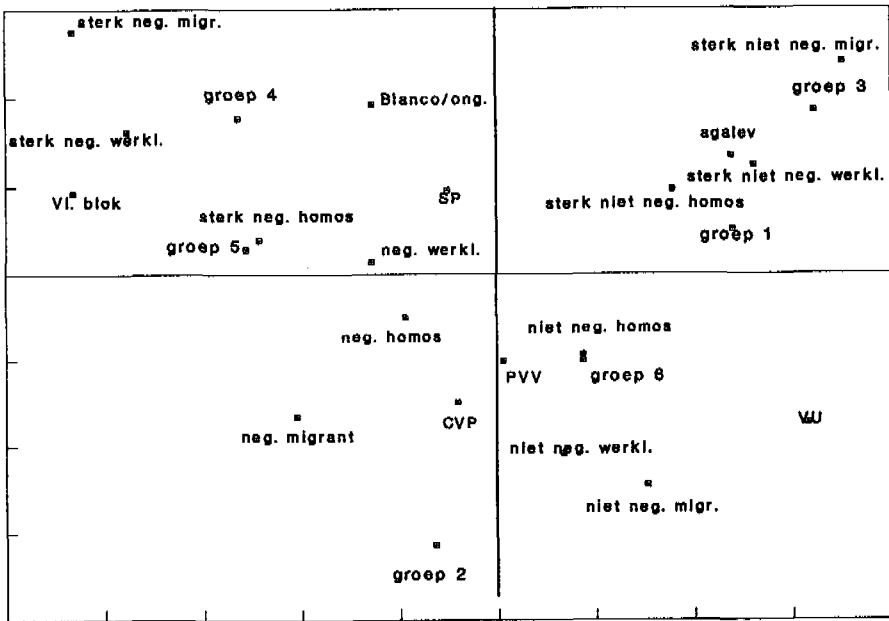 sterk neg. migr.
sterk niet neg. migr.
groep 4
Blanco/ong.
groep 3
sterk neg. werkl.
agalev
sterk niet neg. werkl.
Vl. blok
SP
sterk niet neg. homos
sterk neg. homos
groep 5
neg. werkl.
groep 1
neg. homos
niet neg. homos
PVV
groep 6
neg. migrant
CVP
VU
niet neg. werkl.
niet neg. migr.
groep 2